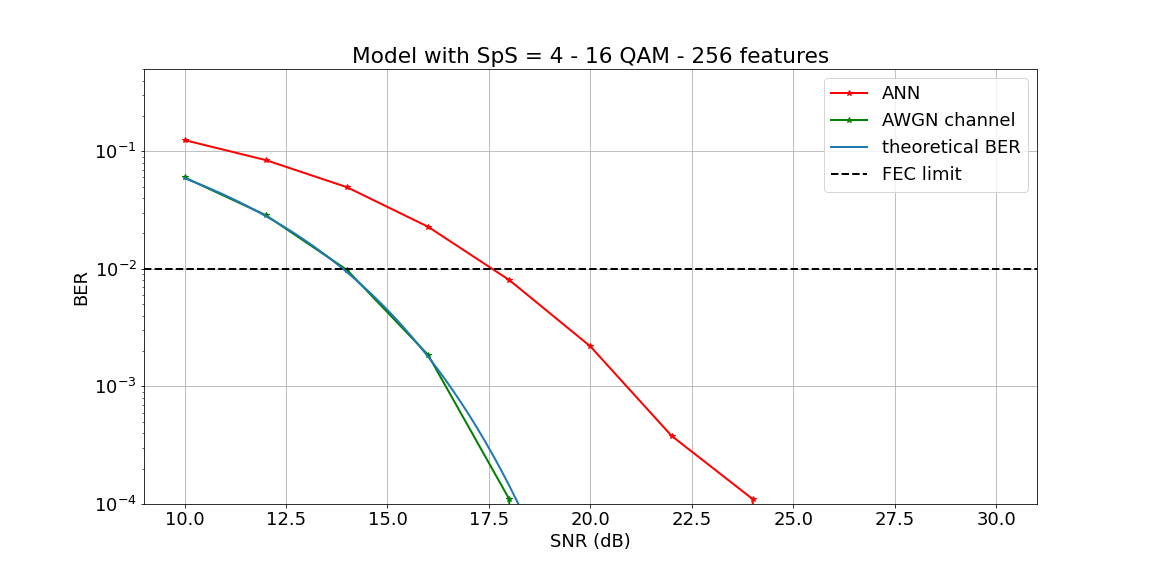 Model with SpS = 4 - 16 QAM - 256 features
ANN
AWGN channel
theoretical BER
FEC limit
10⁻¹
10⁻²
10⁻³
10⁻⁴
BER
10.0 12.5 15.0 17.5 20.0 22.5 25.0 27.5 30.0
SNR (dB)